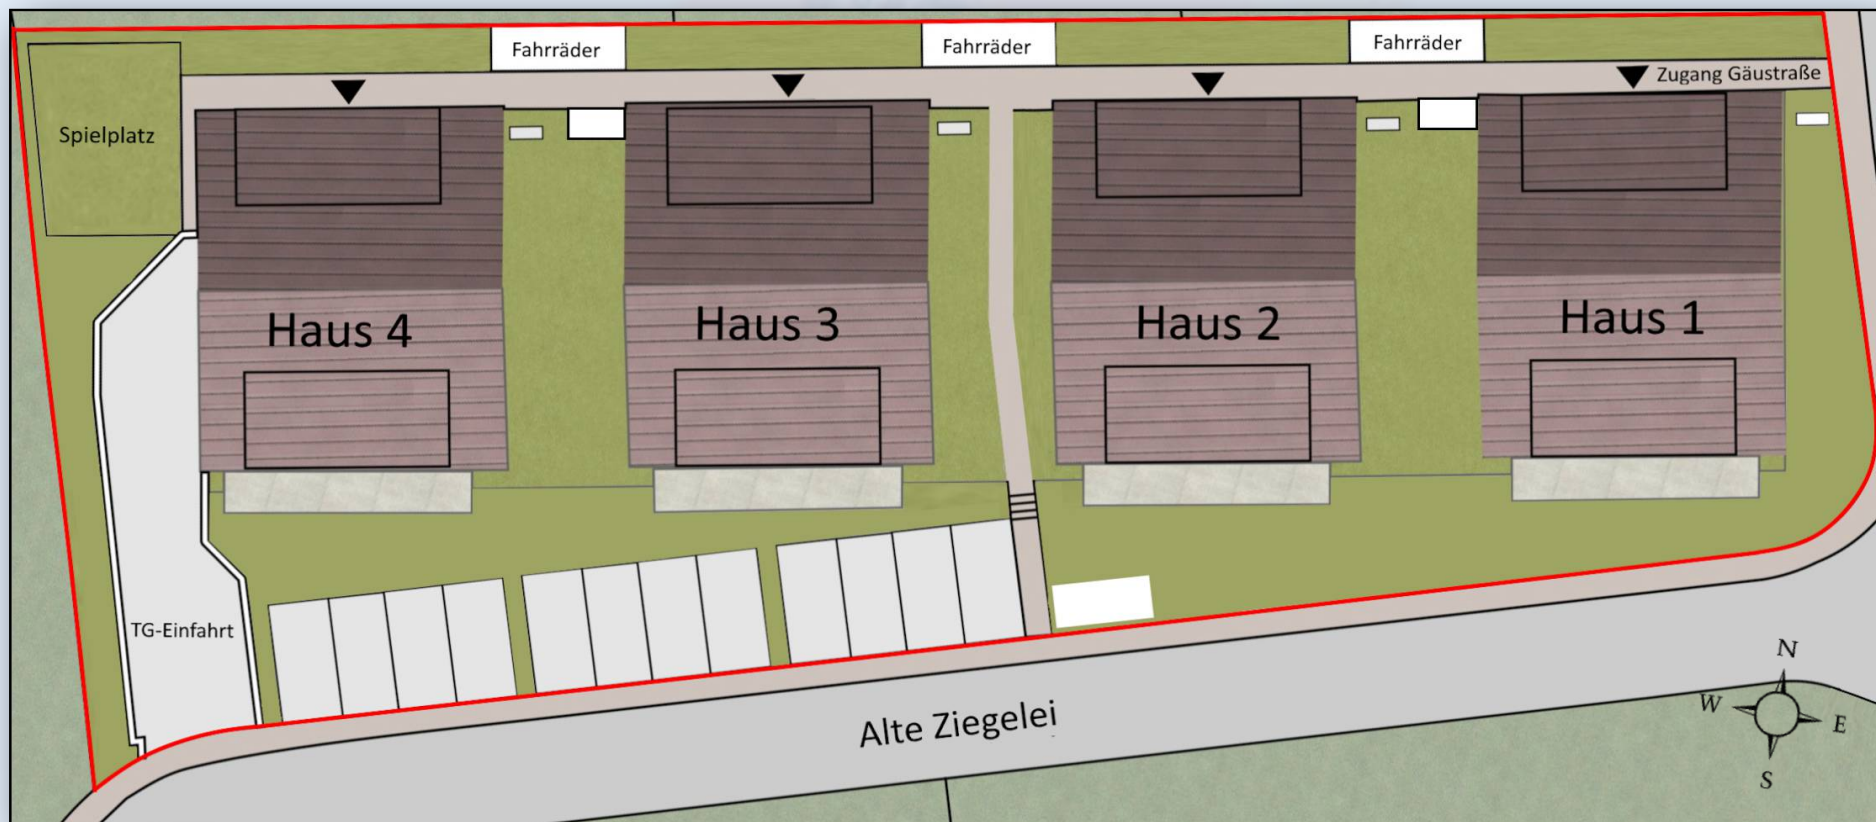 Fahrräder
Fahrräder
Fahrräder
Zugang Gäustraße
Spielplatz
Haus 4
Haus 3
Haus 2
Haus 1
TG-Einfahrt
Alte Ziegelei
N
W
E
S